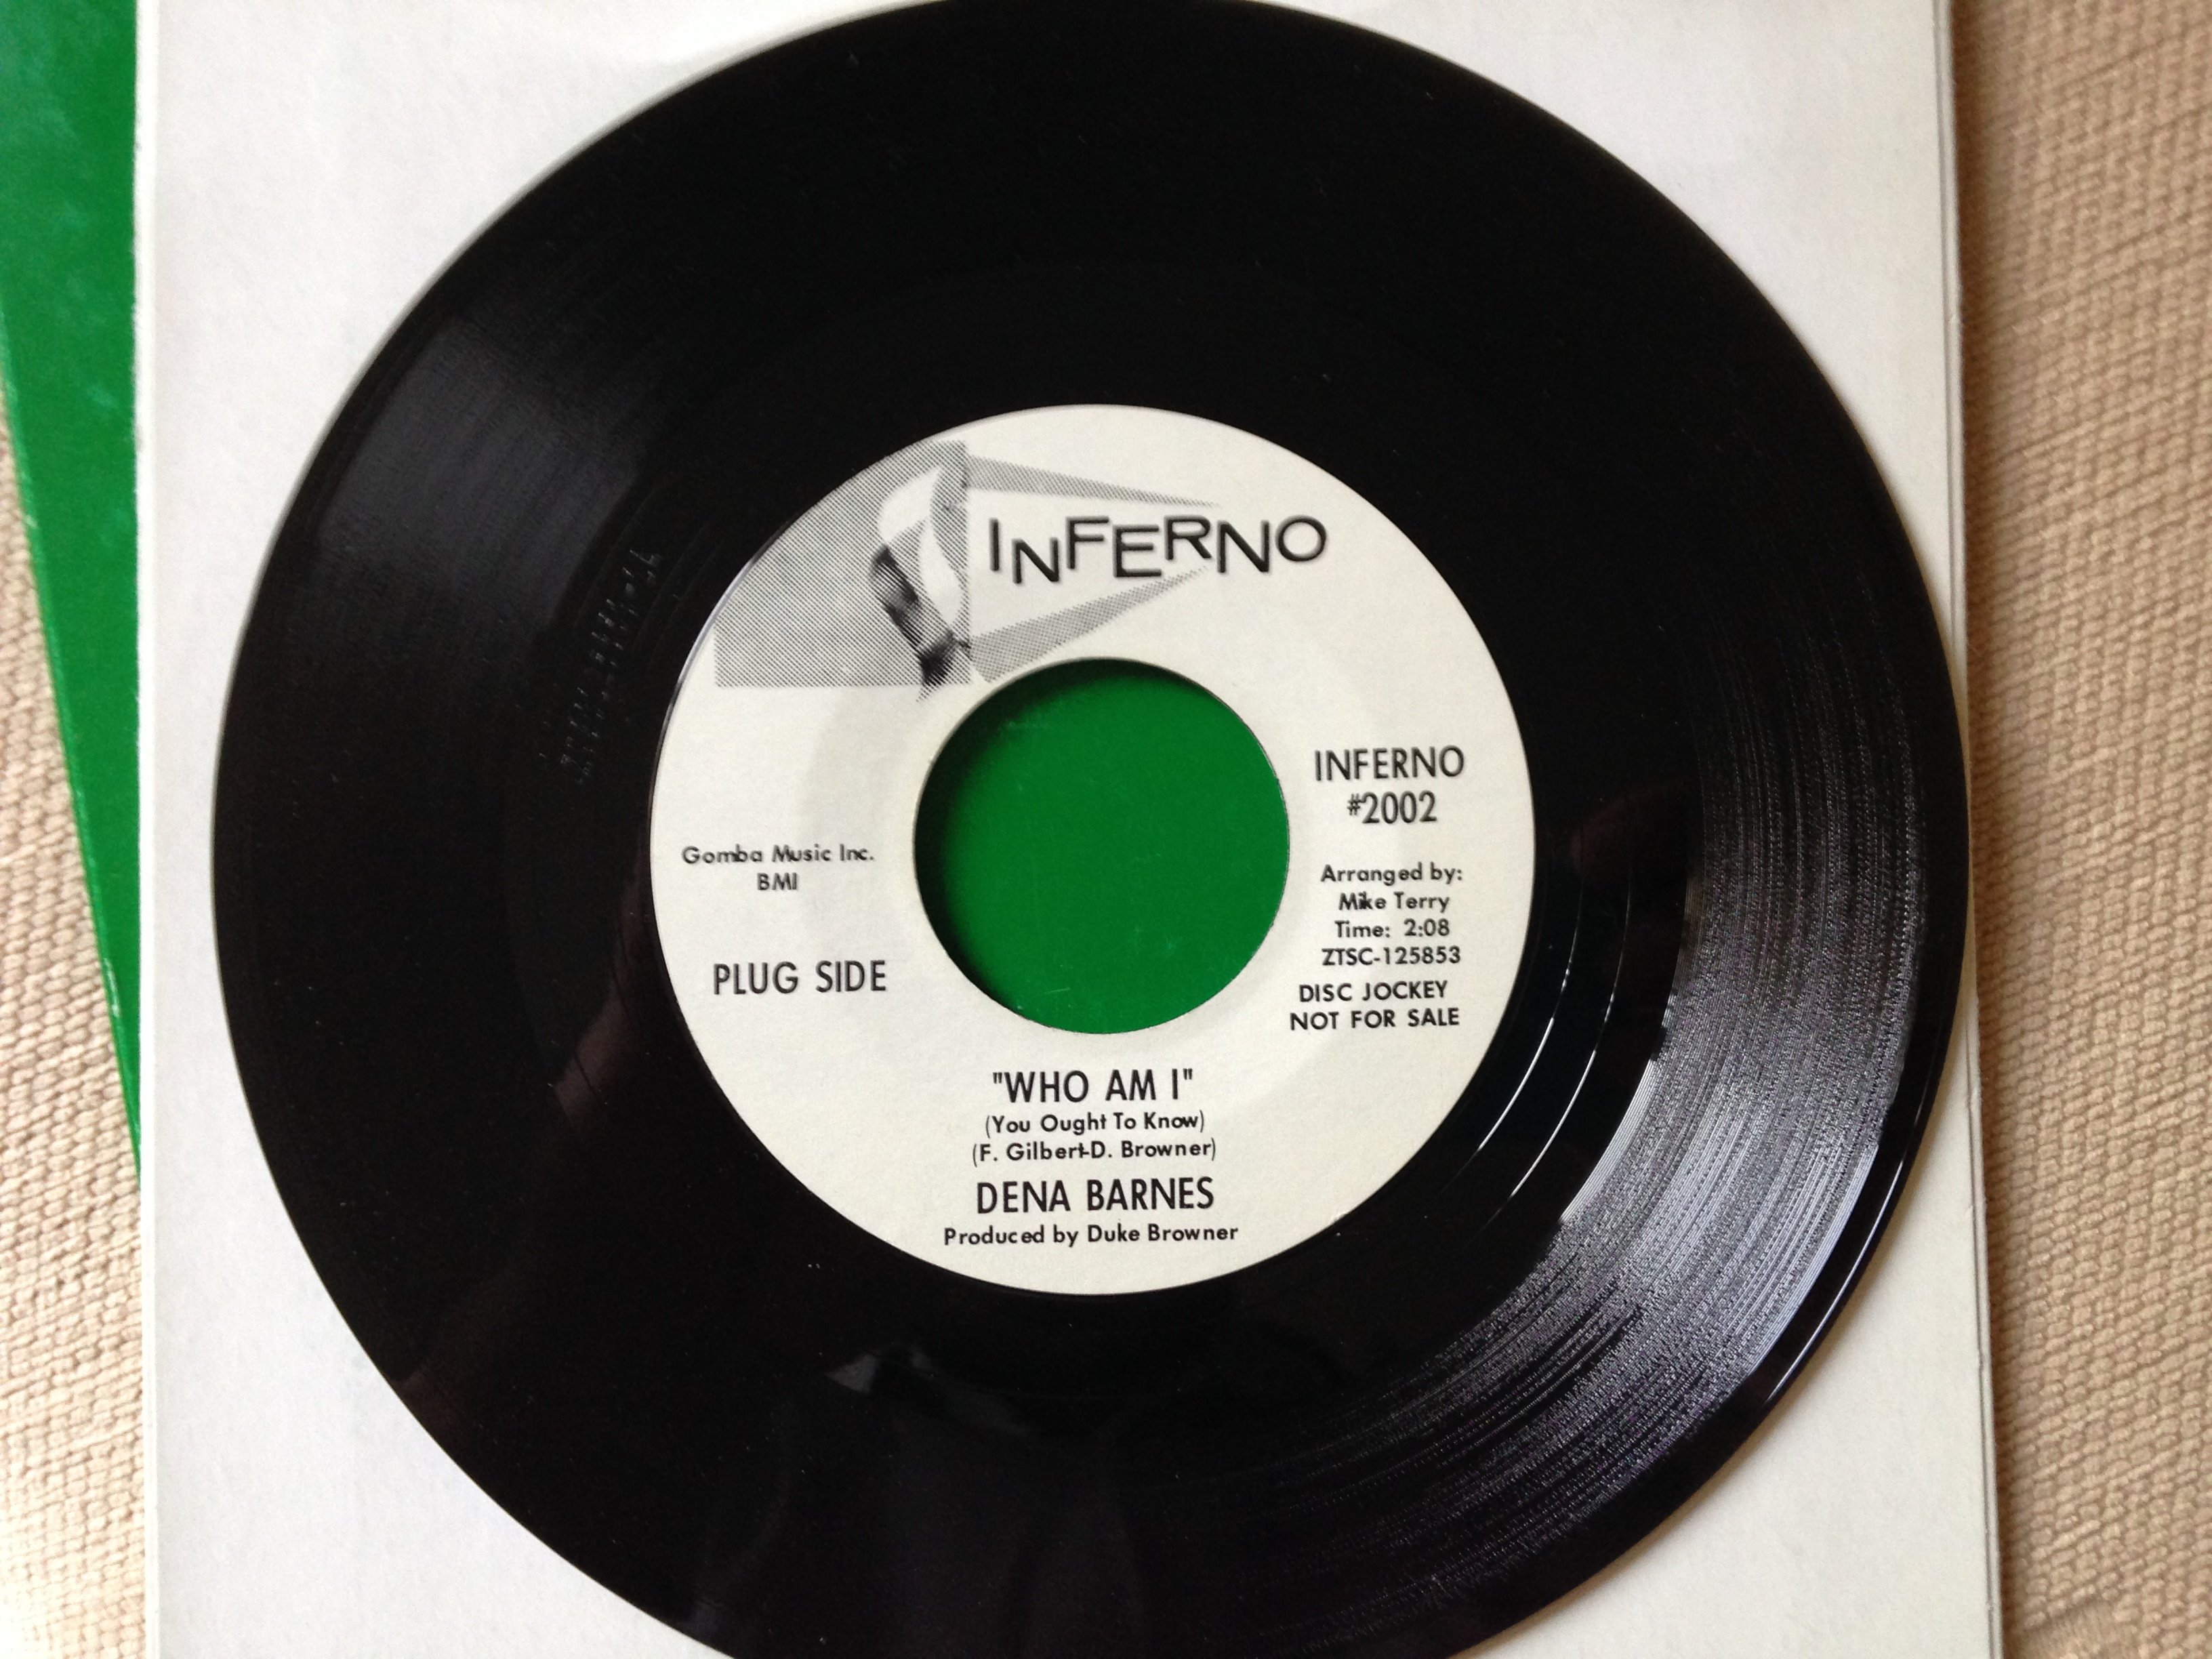 INFERNO
INFERNO
#2002
Gomba Music Inc.
BMI
Arranged by:
Mike Terry
Time: 2:08
ZTSC-125853
PLUG SIDE
DISC JOCKEY
NOT FOR SALE
"WHO AM I"
(You Ought To Know)
(F. Gilbert-D. Browner)
DENA BARNES
Produced by Duke Browner